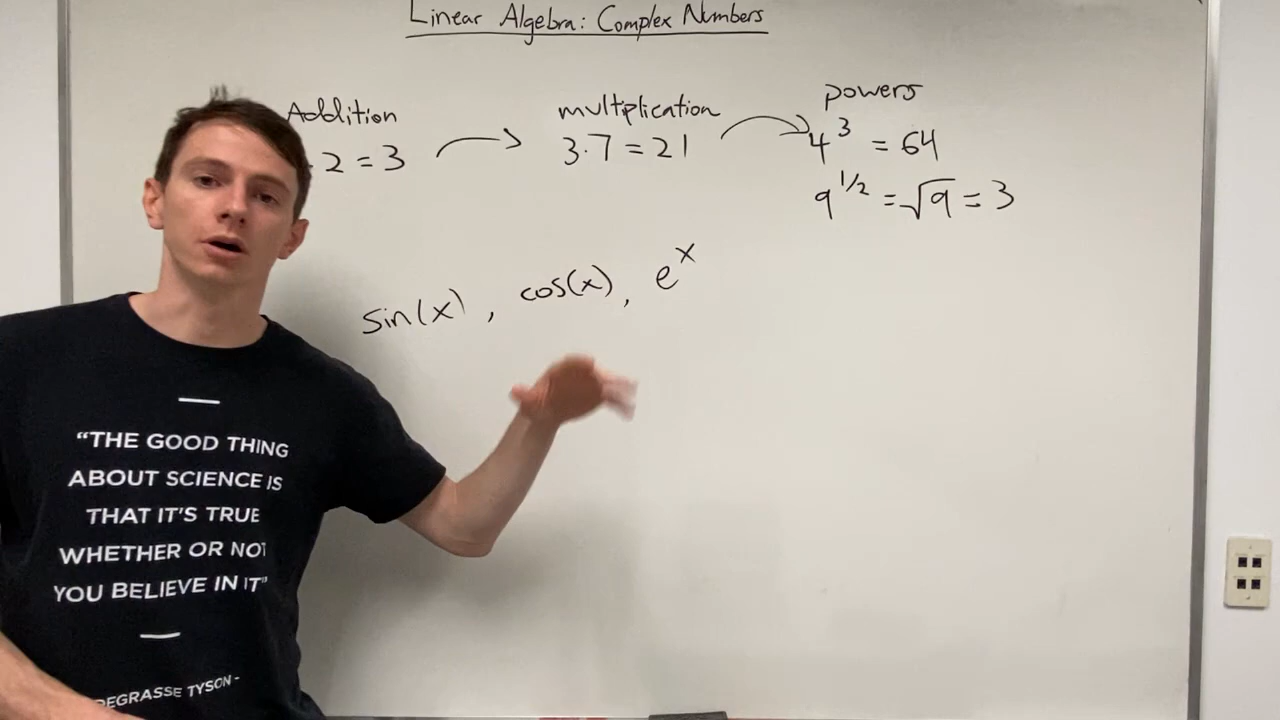 Linear Algebra: Complex Numbers
Addition
2 = 3
multiplication
3·7 = 21
powers
4³ = 64
9^1/2 = √9 = 3
sin(x), cos(x), e^x
“THE GOOD THING
ABOUT SCIENCE IS
THAT IT'S TRUE
WHETHER OR NOT
YOU BELIEVE IN IT”
DEGRASSE TYSON -